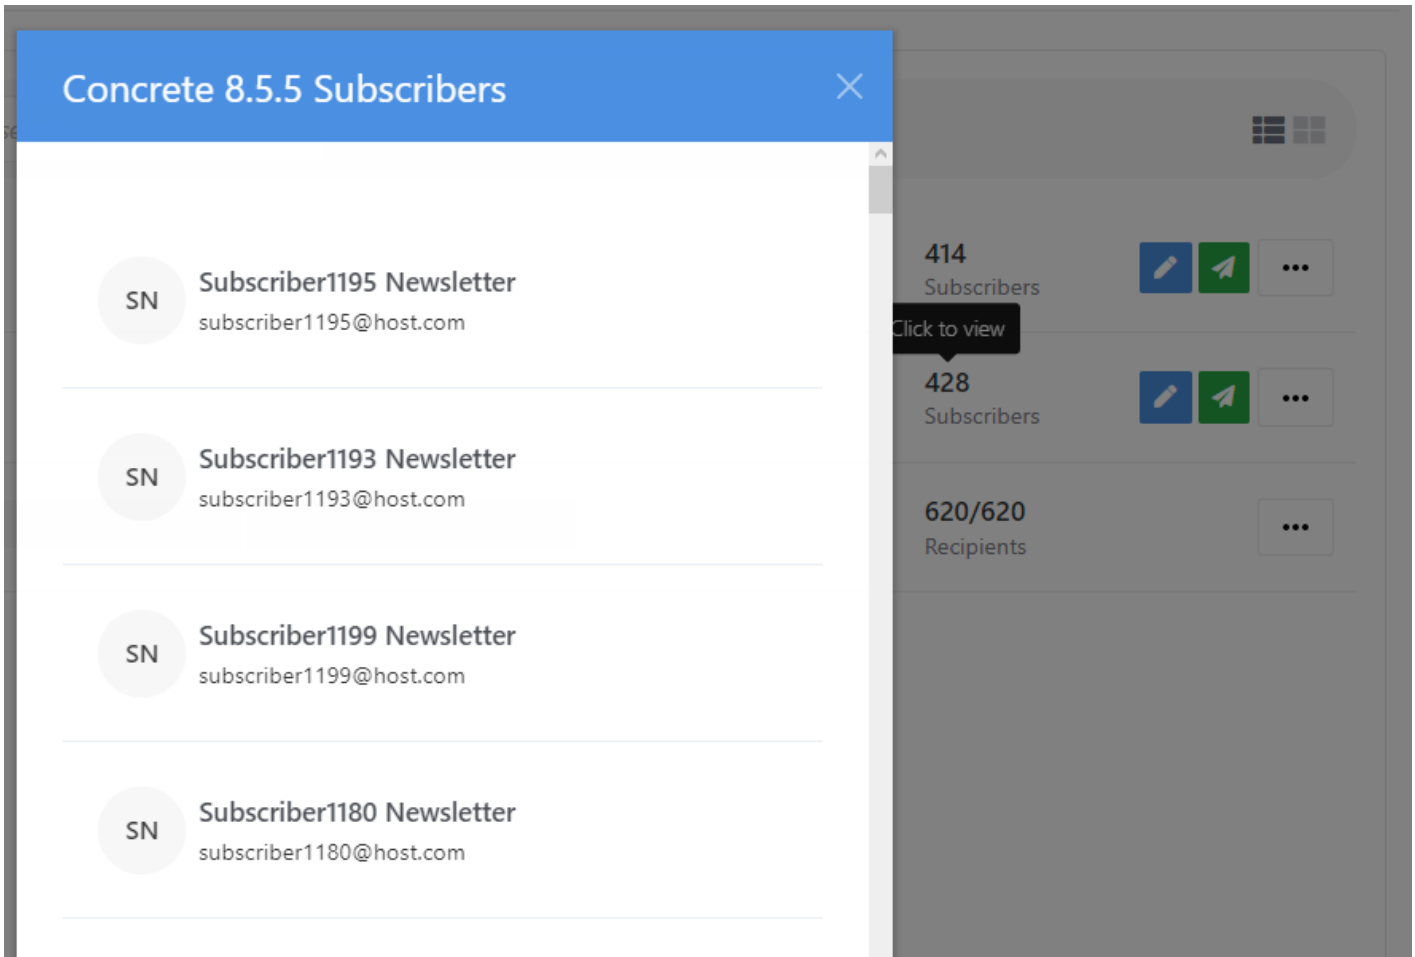 Concrete 8.5.5 Subscribers
se
SN
Subscriber1195 Newsletter
subscriber1195@host.com
SN
Subscriber1193 Newsletter
subscriber1193@host.com
SN
Subscriber1199 Newsletter
subscriber1199@host.com
SN
Subscriber1180 Newsletter
subscriber1180@host.com
414
Subscribers
Click to view
428
Subscribers
620/620
Recipients